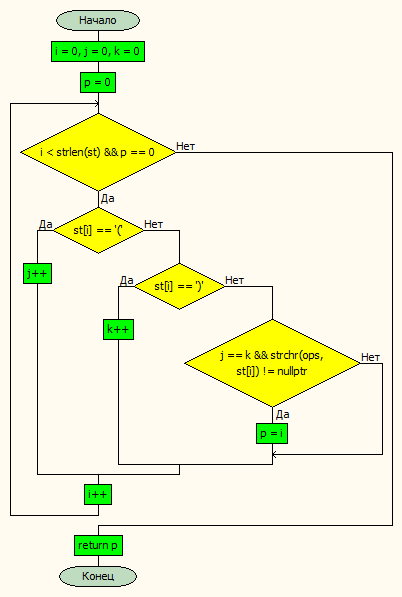 Начало
i = 0, j = 0, k = 0
p = 0
i < strlen(st) && p == 0
Нет
Да
Да
st[i] == '('
Нет
j++
Да
st[i] == ')'
Нет
k++
j == k && strchr(ops,
st[i]) != nullptr
Нет
Да
p = i
i++
return p
Конец